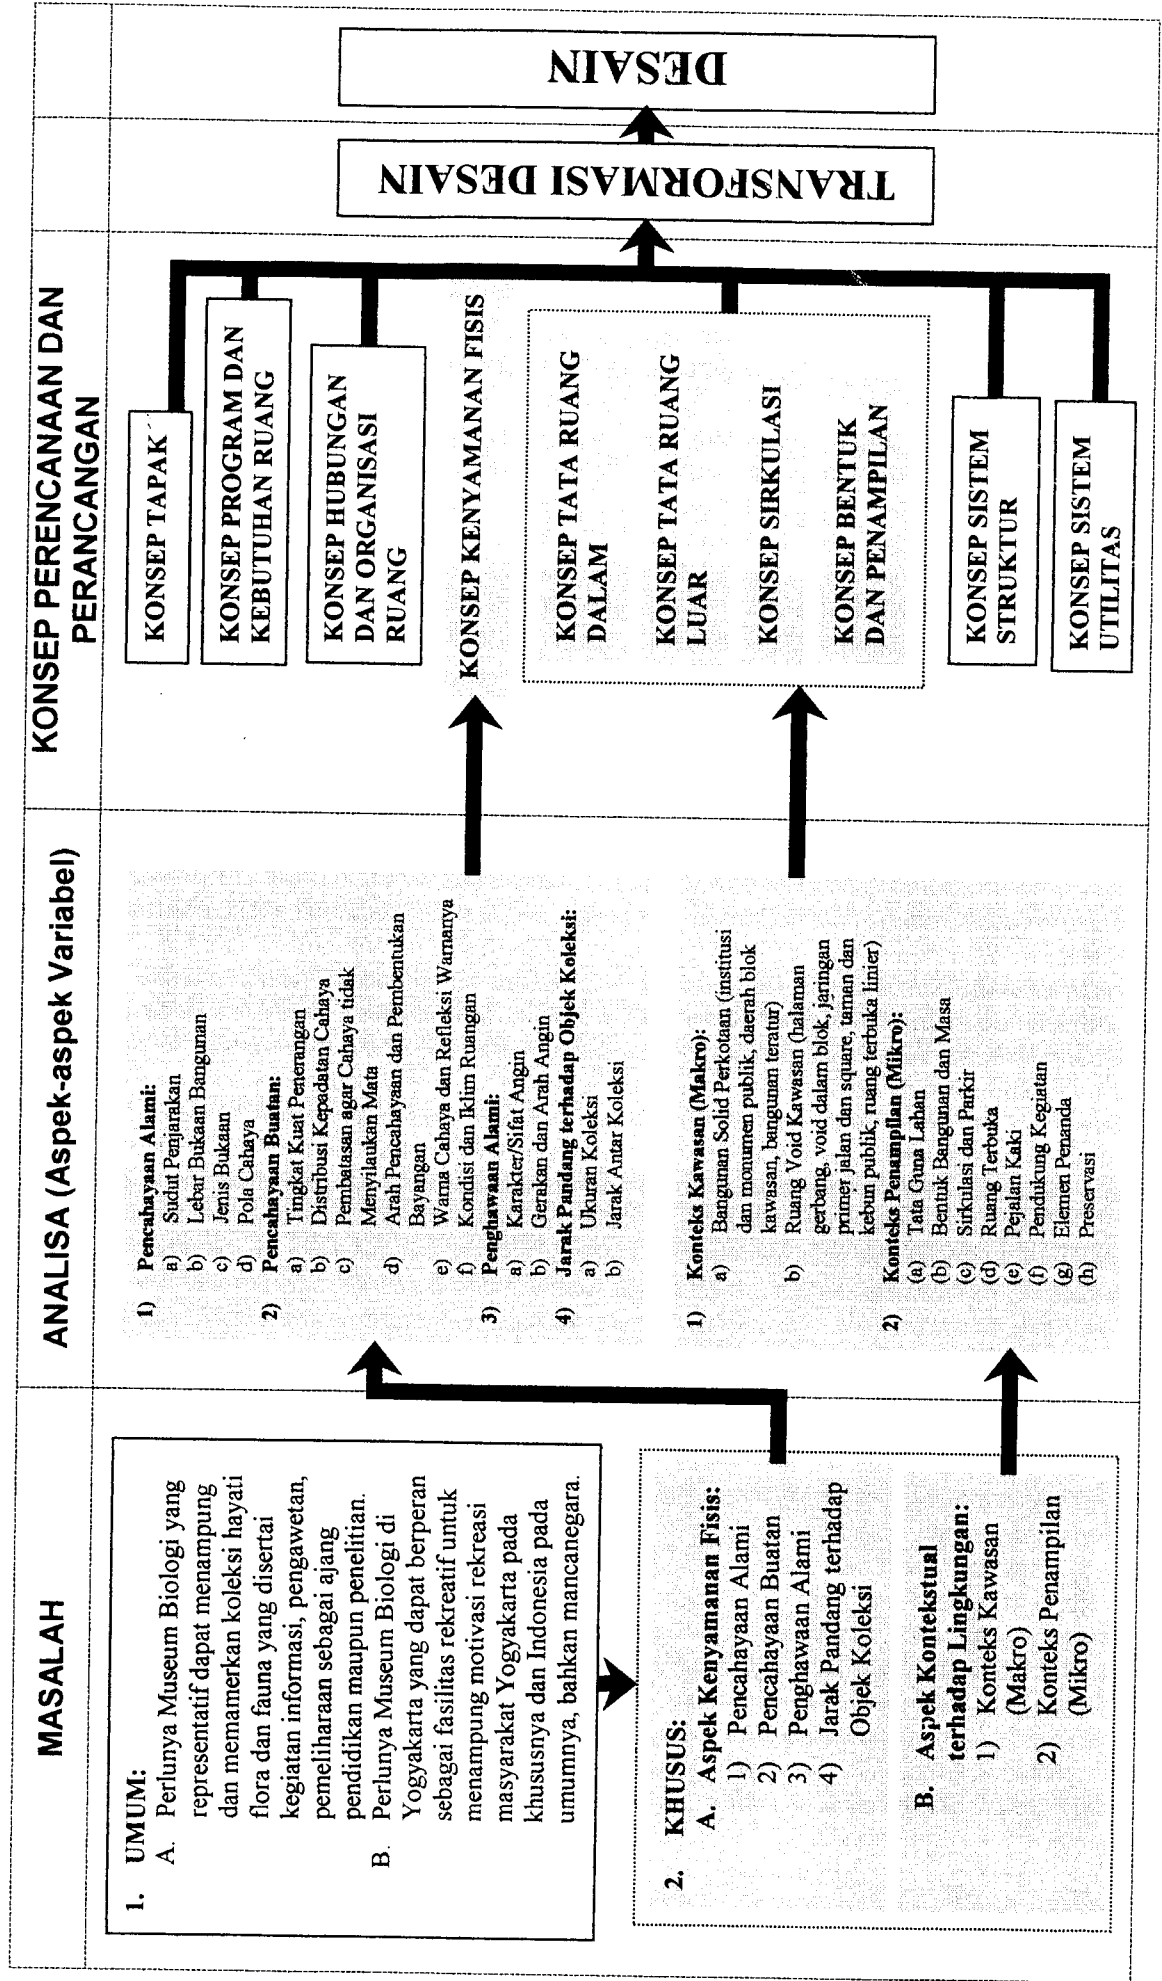 MASALAH
1. UMUM:
A. Perlunya Museum Biologi yang
representatif dapat menampung
dan memamerkan koleksi hayati
flora dan fauna yang disertai
kegiatan informasi, pengawetan,
pemeliharaan sebagai ajang
pendidikan maupun penelitian.
B. Perlunya Museum Biologi di
Yogyakarta yang dapat berperan
sebagai fasilitas rekreatif untuk
menampung motivasi rekreasi
masyarakat Yogyakarta pada
khususnya dan Indonesia pada
umumnya, bahkan mancanegara.
2. KHUSUS:
A. Aspek Kenyamanan Fisis:
1) Pencahayaan Alami
2) Pencahayaan Buatan
3) Penghawaan Alami
4) Jarak Pandang terhadap
Objek Koleksi
B. Aspek Kontekstual
terhadap Lingkungan:
1) Konteks Kawasan
(Makro)
2) Konteks Penampilan
(Mikro)
ANALISA (Aspek-aspek Variabel)
1) Pencahayaan Alami:
a) Sudut Penjarakan
b) Lebar Bukaan Bangunan
c) Jenis Bukaan
d) Pola Cahaya
2) Pencahayaan Buatan:
a) Tingkat Kuat Penerangan
b) Distribusi Kepadatan Cahaya
c) Pembatasan agar Cahaya tidak
Menyilaukan Mata
d) Arah Pencahayaan dan Pembentukan
Bayangan
e) Warna Cahaya dan Refleksi Warnanya
f) Kondisi dan Iklim Ruangan
3) Penghawaan Alami:
a) Karakter/Sifat Angin
b) Gerakan dan Arah Angin
4) Jarak Pandang terhadap Objek Koleksi:
a) Ukuran Koleksi
b) Jarak Antar Koleksi
1) Konteks Kawasan (Makro):
a) Bangunan Solid Perkotaan (institusi
dan monumen publik, daerah blok
kawasan, bangunan teratur)
b) Ruang Void Kawasan (halaman
gerbang, void dalam blok, jaringan
primer jalan dan square, taman dan
kebun publik, ruang terbuka linier)
2) Konteks Penampilan (Mikro):
(a) Tata Guna Lahan
(b) Bentuk Bangunan dan Masa
(c) Sirkulasi dan Parkir
(d) Ruang Terbuka
(e) Pejalan Kaki
(f) Pendukung Kegiatan
(g) Elemen Penanda
(h) Preservasi
KONSEP PERENCANAAN DAN
PERANCANGAN
KONSEP TAPAK
KONSEP PROGRAM DAN
KEBUTUHAN RUANG
KONSEP HUBUNGAN
DAN ORGANISASI
RUANG
KONSEP KENYAMANAN FISIS
KONSEP TATA RUANG
DALAM
KONSEP TATA RUANG
LUAR
KONSEP SIRKULASI
KONSEP BENTUK
DAN PENAMPILAN
KONSEP SISTEM
STRUKTUR
KONSEP SISTEM
UTILITAS
TRANSFORMASI DESAIN
DESAIN